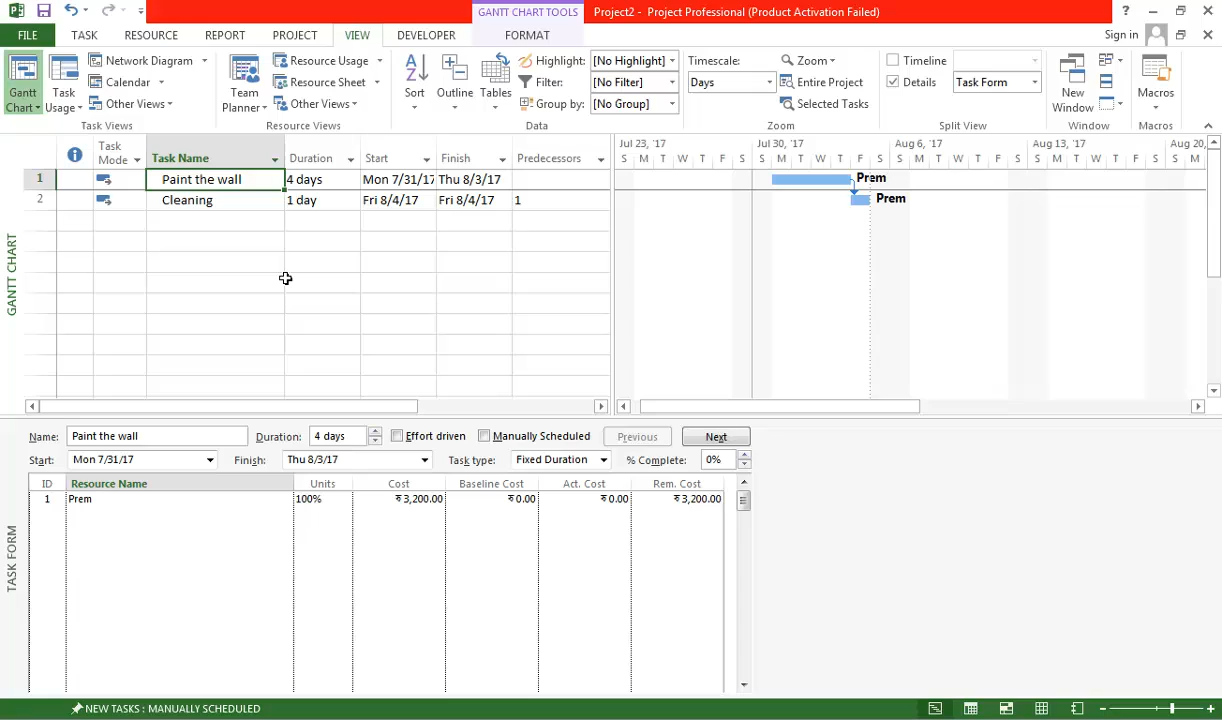 GANTT CHART TOOLS
Project2 - Project Professional (Product Activation Failed)
FILE TASK RESOURCE REPORT PROJECT VIEW DEVELOPER FORMAT Sign in
Gantt Chart
Task Usage
Network Diagram
Calendar
Other Views
Task Views
Team Planner
Resource Usage
Resource Sheet
Other Views
Resource Views
Sort
Outline
Tables
Highlight: [No Highlight]
Filter: [No Filter]
Group by: [No Group]
Data
Timescale:
Days
Zoom
Entire Project
Selected Tasks
Zoom
Timeline
Details Task Form
Split View
New Window
Window
Macros
Macros
Task Mode Task Name Duration Start Finish Predecessors
1 Paint the wall 4 days Mon 7/31/17 Thu 8/3/17
2 Cleaning 1 day Fri 8/4/17 Fri 8/4/17 1
Jul 23, '17 Jul 30, '17 Aug 6, '17 Aug 13, '17 Aug 20,
S M T W T F S S M T W T F S S M T W T F S S M T W T F S S M
Prem
Prem
GANTT CHART
Name: Paint the wall Duration: 4 days Effort driven Manually Scheduled Previous Next
Start: Mon 7/31/17 Finish: Thu 8/3/17 Task type: Fixed Duration % Complete: 0%
ID Resource Name Units Cost Baseline Cost Act. Cost Rem. Cost
1 Prem 100% ₹3,200.00 ₹0.00 ₹0.00 ₹3,200.00
TASK FORM
NEW TASKS : MANUALLY SCHEDULED